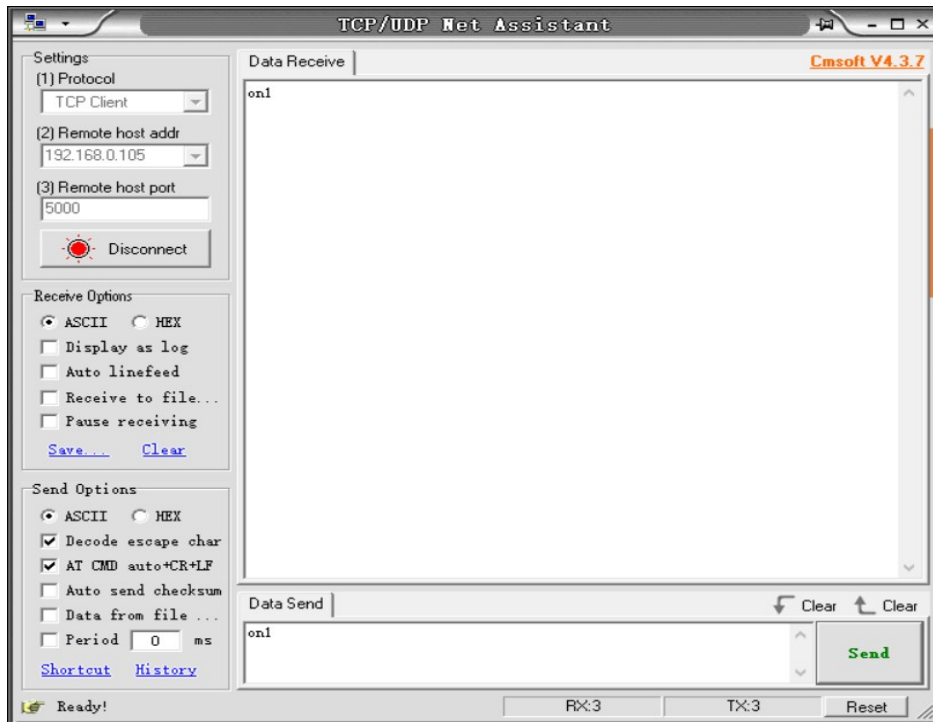 TCP/UDP Net Assistant
Settings
(1) Protocol
TCP Client
(2) Remote host addr
192.168.0.105
(3) Remote host port
5000
Disconnect
Receive Options
ASCII HEX
Display as log
Auto linefeed
Receive to file...
Pause receiving
Save... Clear
Send Options
ASCII HEX
Decode escape char
AT CMD auto+CR+LF
Auto send checksum
Data from file ...
Period 0 ms
Shortcut History
Data Receive Cmsoft V4.3.7
on1
Data Send Clear Clear
on1
Send
Ready! RX:3 TX:3 Reset